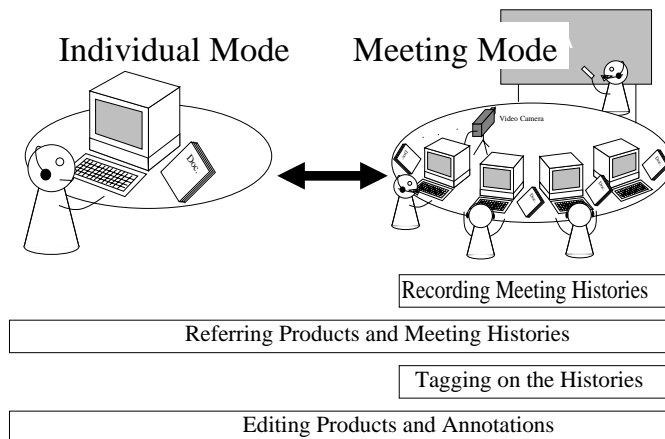 Individual Mode
Meeting Mode
Video Camera
Doc.
Recording Meeting Histories
Referring Products and Meeting Histories
Tagging on the Histories
Editing Products and Annotations